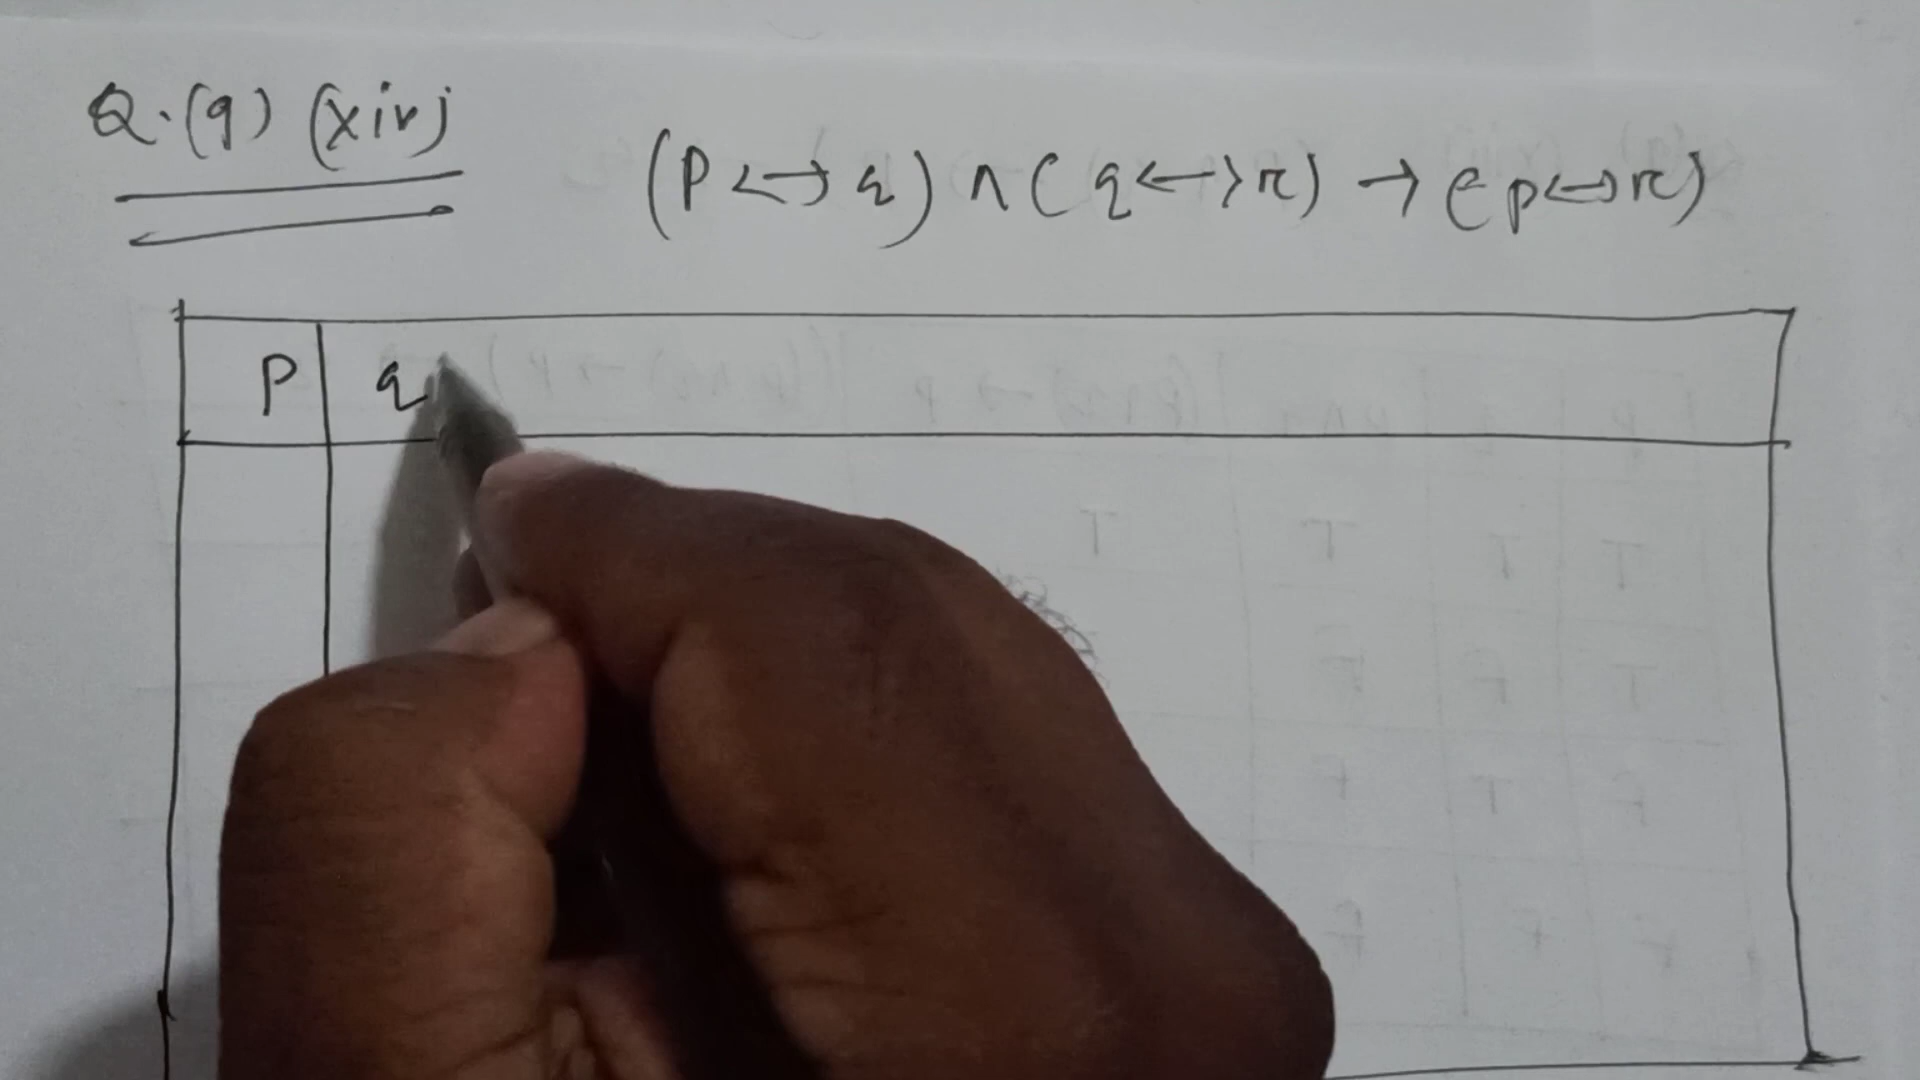 Q.(9) (xiv)
(P ↔ q) ∧ (q ↔ r) → (p ↔ r)
P q